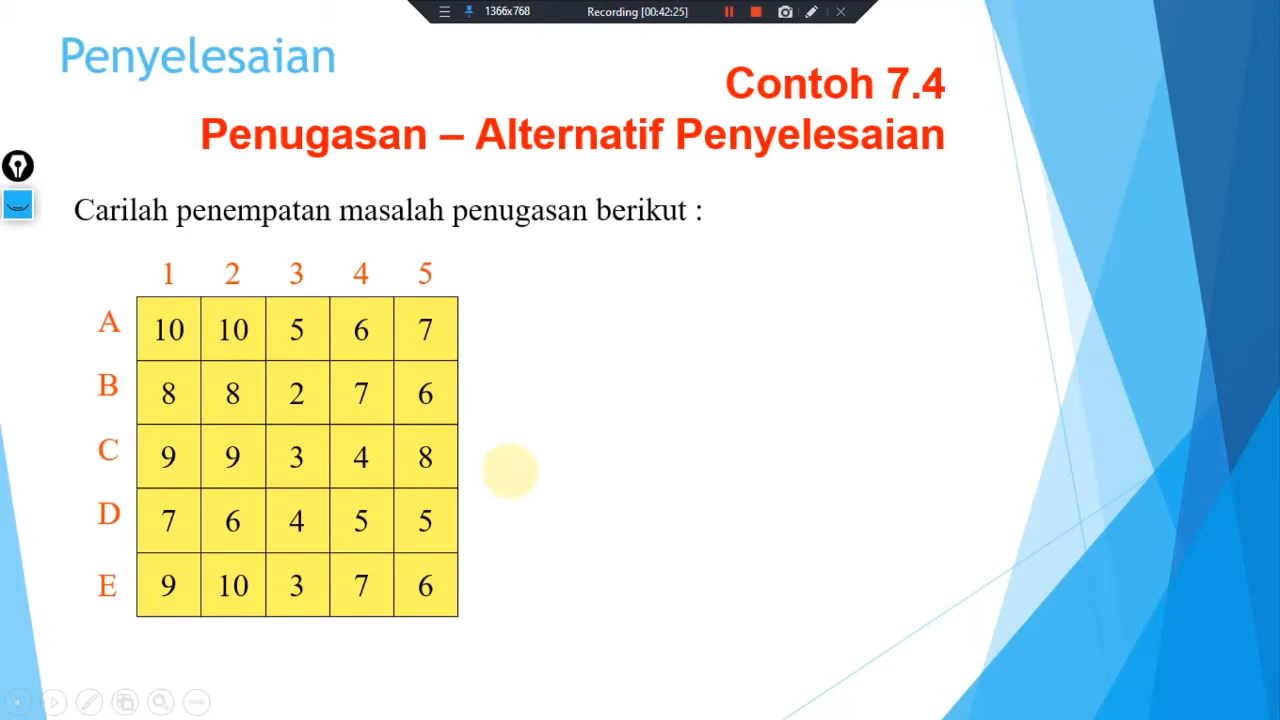 1366x768 Recording [00:42:25]
Penyelesaian
Contoh 7.4
Penugasan – Alternatif Penyelesaian
Carilah penempatan masalah penugasan berikut :
1 2 3 4 5
A 10 10 5 6 7
B 8 8 2 7 6
C 9 9 3 4 8
D 7 6 4 5 5
E 9 10 3 7 6